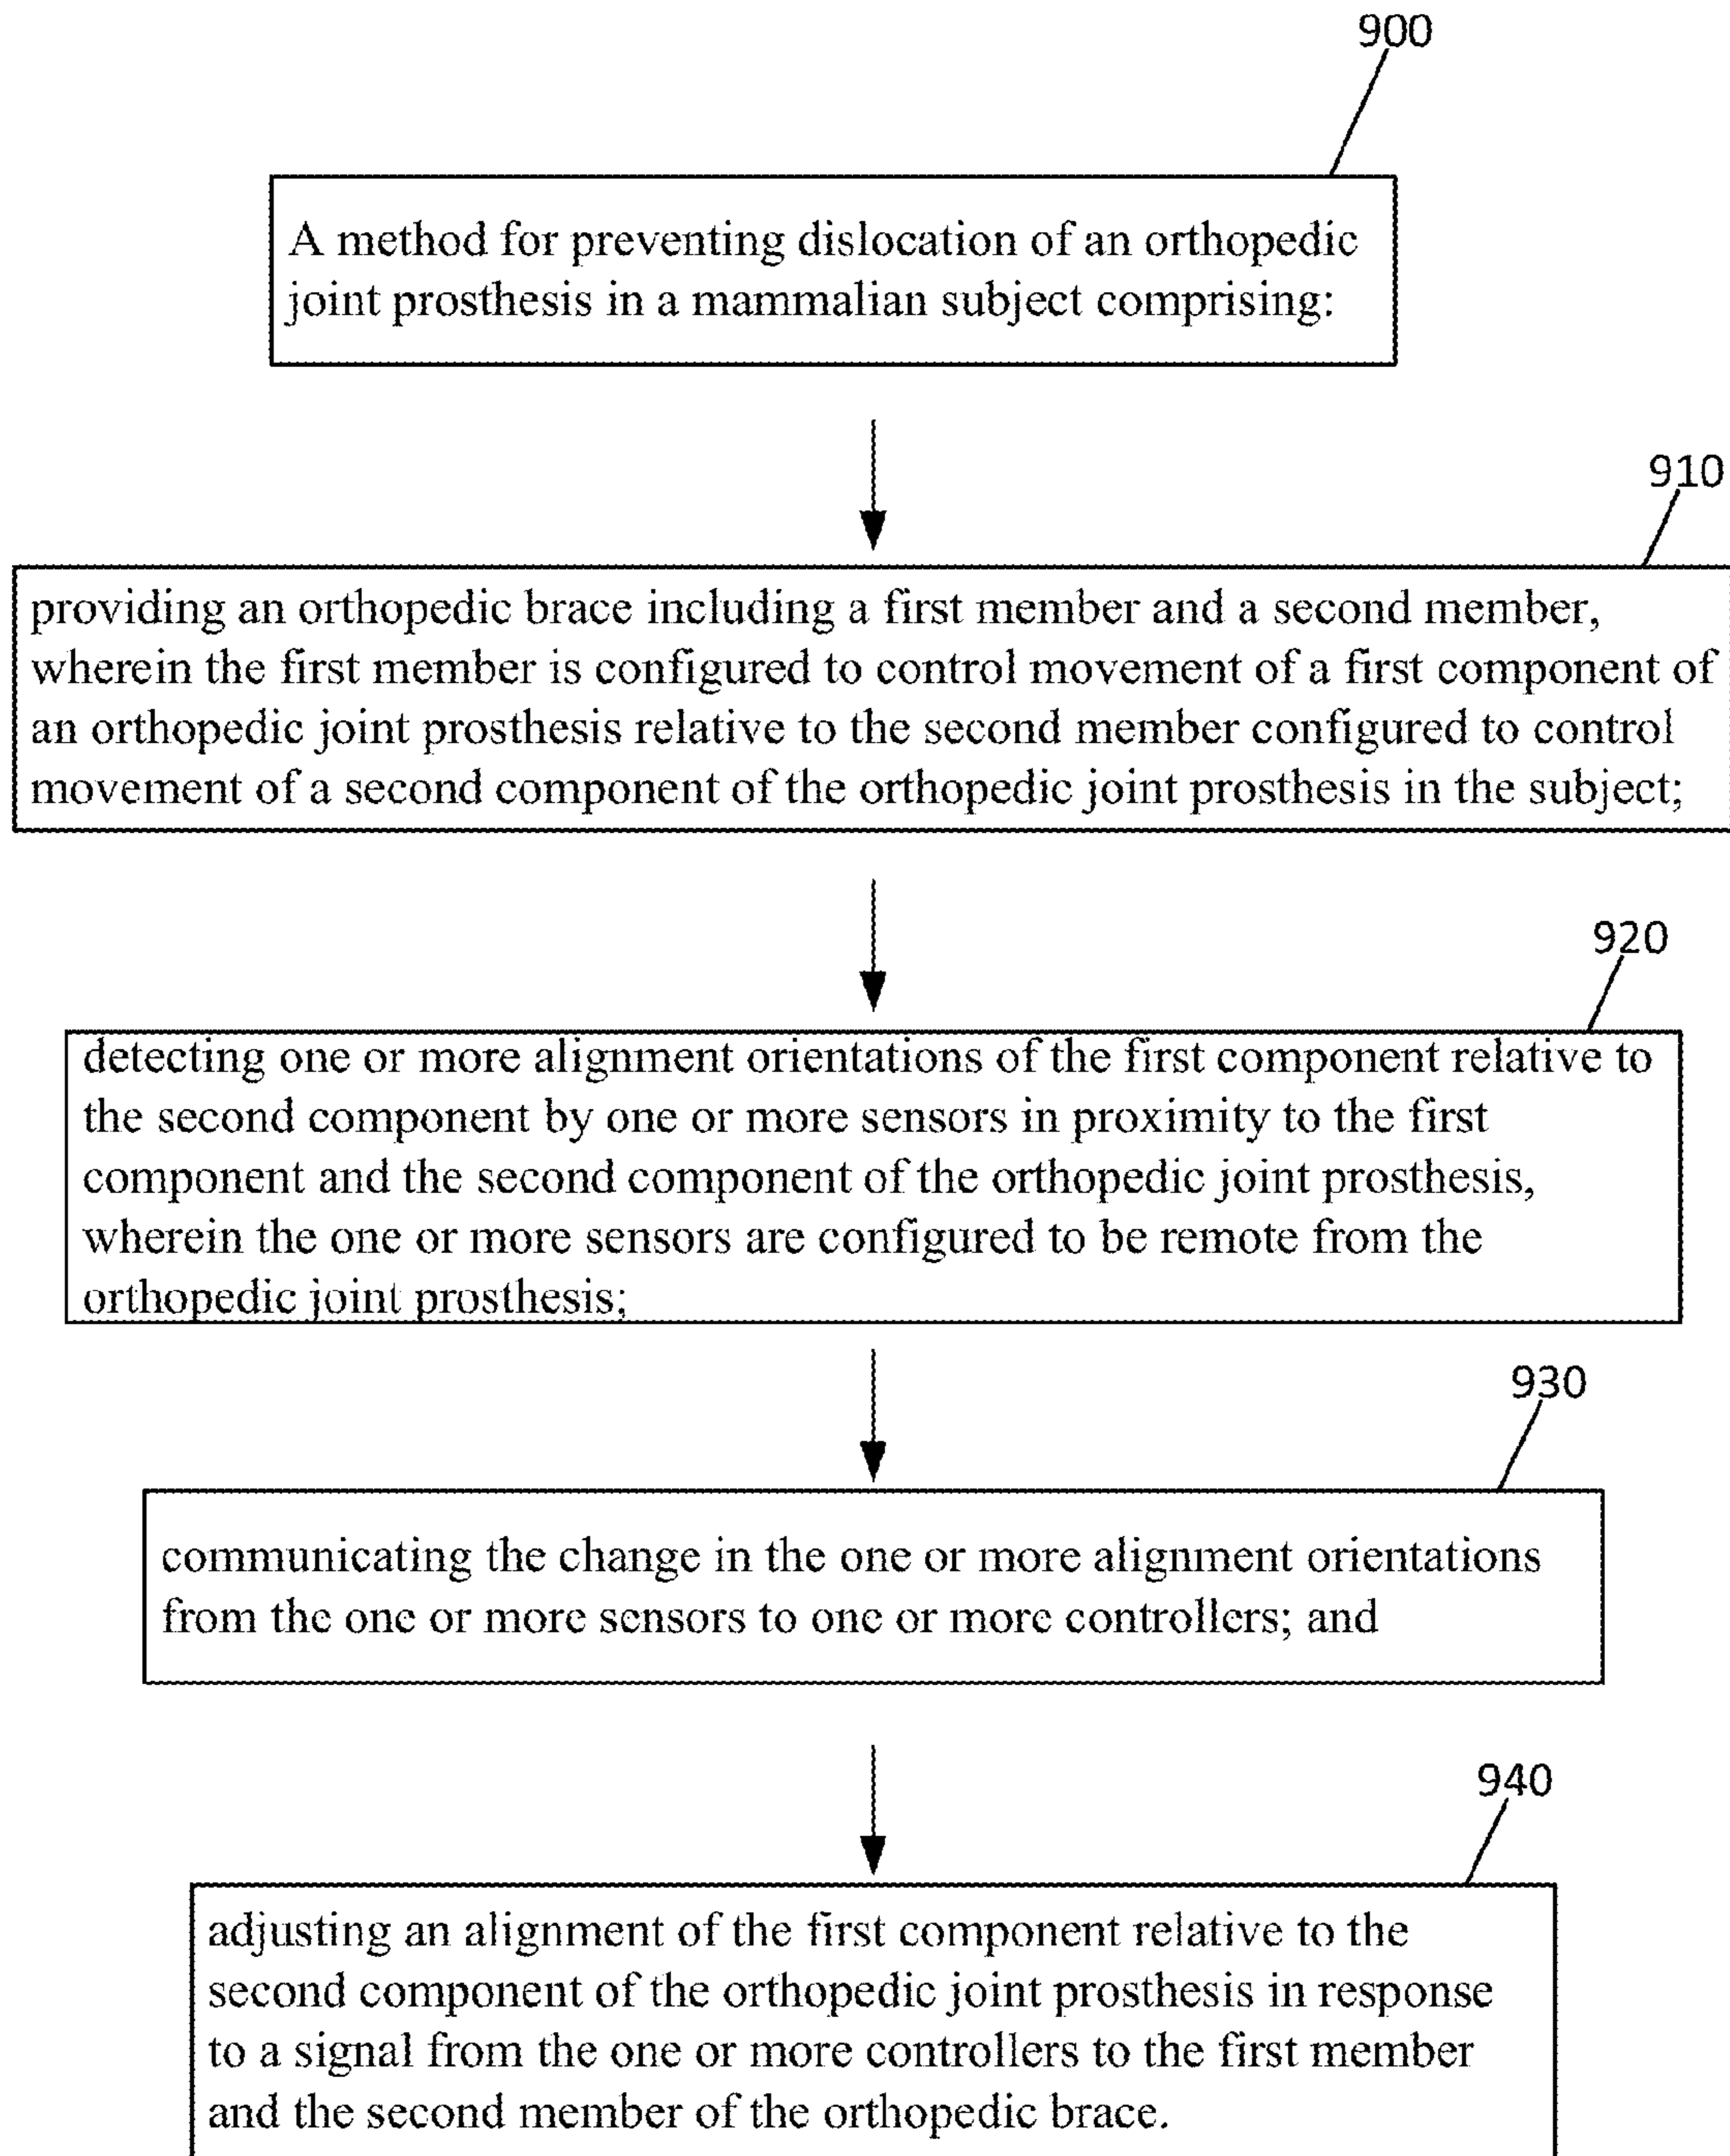 900
A method for preventing dislocation of an orthopedic
joint prosthesis in a mammalian subject comprising:
910
providing an orthopedic brace including a first member and a second member,
wherein the first member is configured to control movement of a first component of
an orthopedic joint prosthesis relative to the second member configured to control
movement of a second component of the orthopedic joint prosthesis in the subject;
920
detecting one or more alignment orientations of the first component relative to
the second component by one or more sensors in proximity to the first
component and the second component of the orthopedic joint prosthesis,
wherein the one or more sensors are configured to be remote from the
orthopedic joint prosthesis;
930
communicating the change in the one or more alignment orientations
from the one or more sensors to one or more controllers; and
940
adjusting an alignment of the first component relative to the
second component of the orthopedic joint prosthesis in response
to a signal from the one or more controllers to the first member
and the second member of the orthopedic brace.